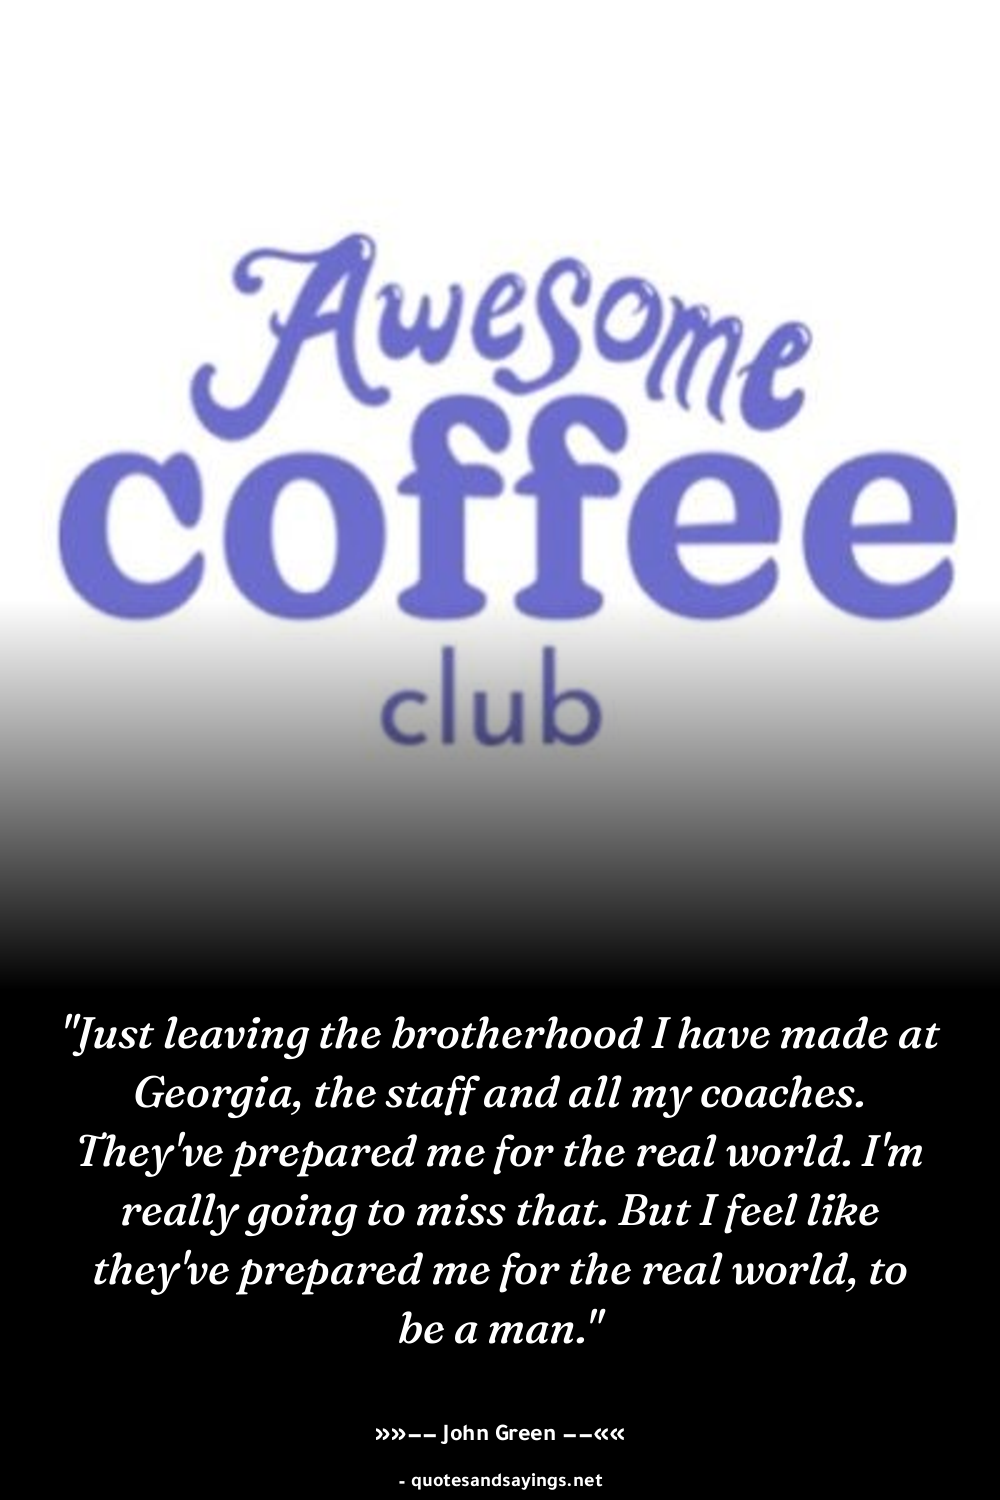 Awesome
coffee
club
"Just leaving the brotherhood I have made at
Georgia, the staff and all my coaches.
They've prepared me for the real world. I'm
really going to miss that. But I feel like
they've prepared me for the real world, to
be a man."
»»–– John Green ––««
- quotesandsayings.net